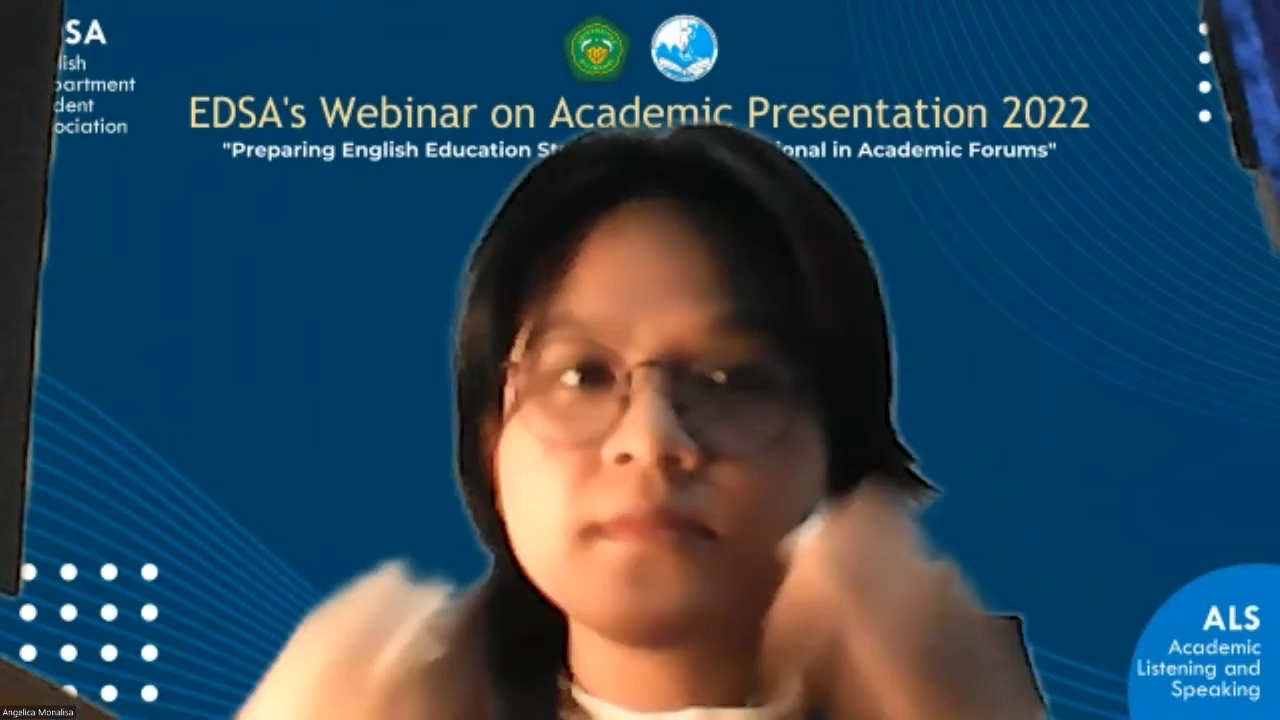 SA
lish
partment
dent
ociation
EDSA's Webinar on Academic Presentation 2022
"Preparing English Education St ional in Academic Forums"
ALS
Academic
Listening and
Speaking
Angelica Monalisa